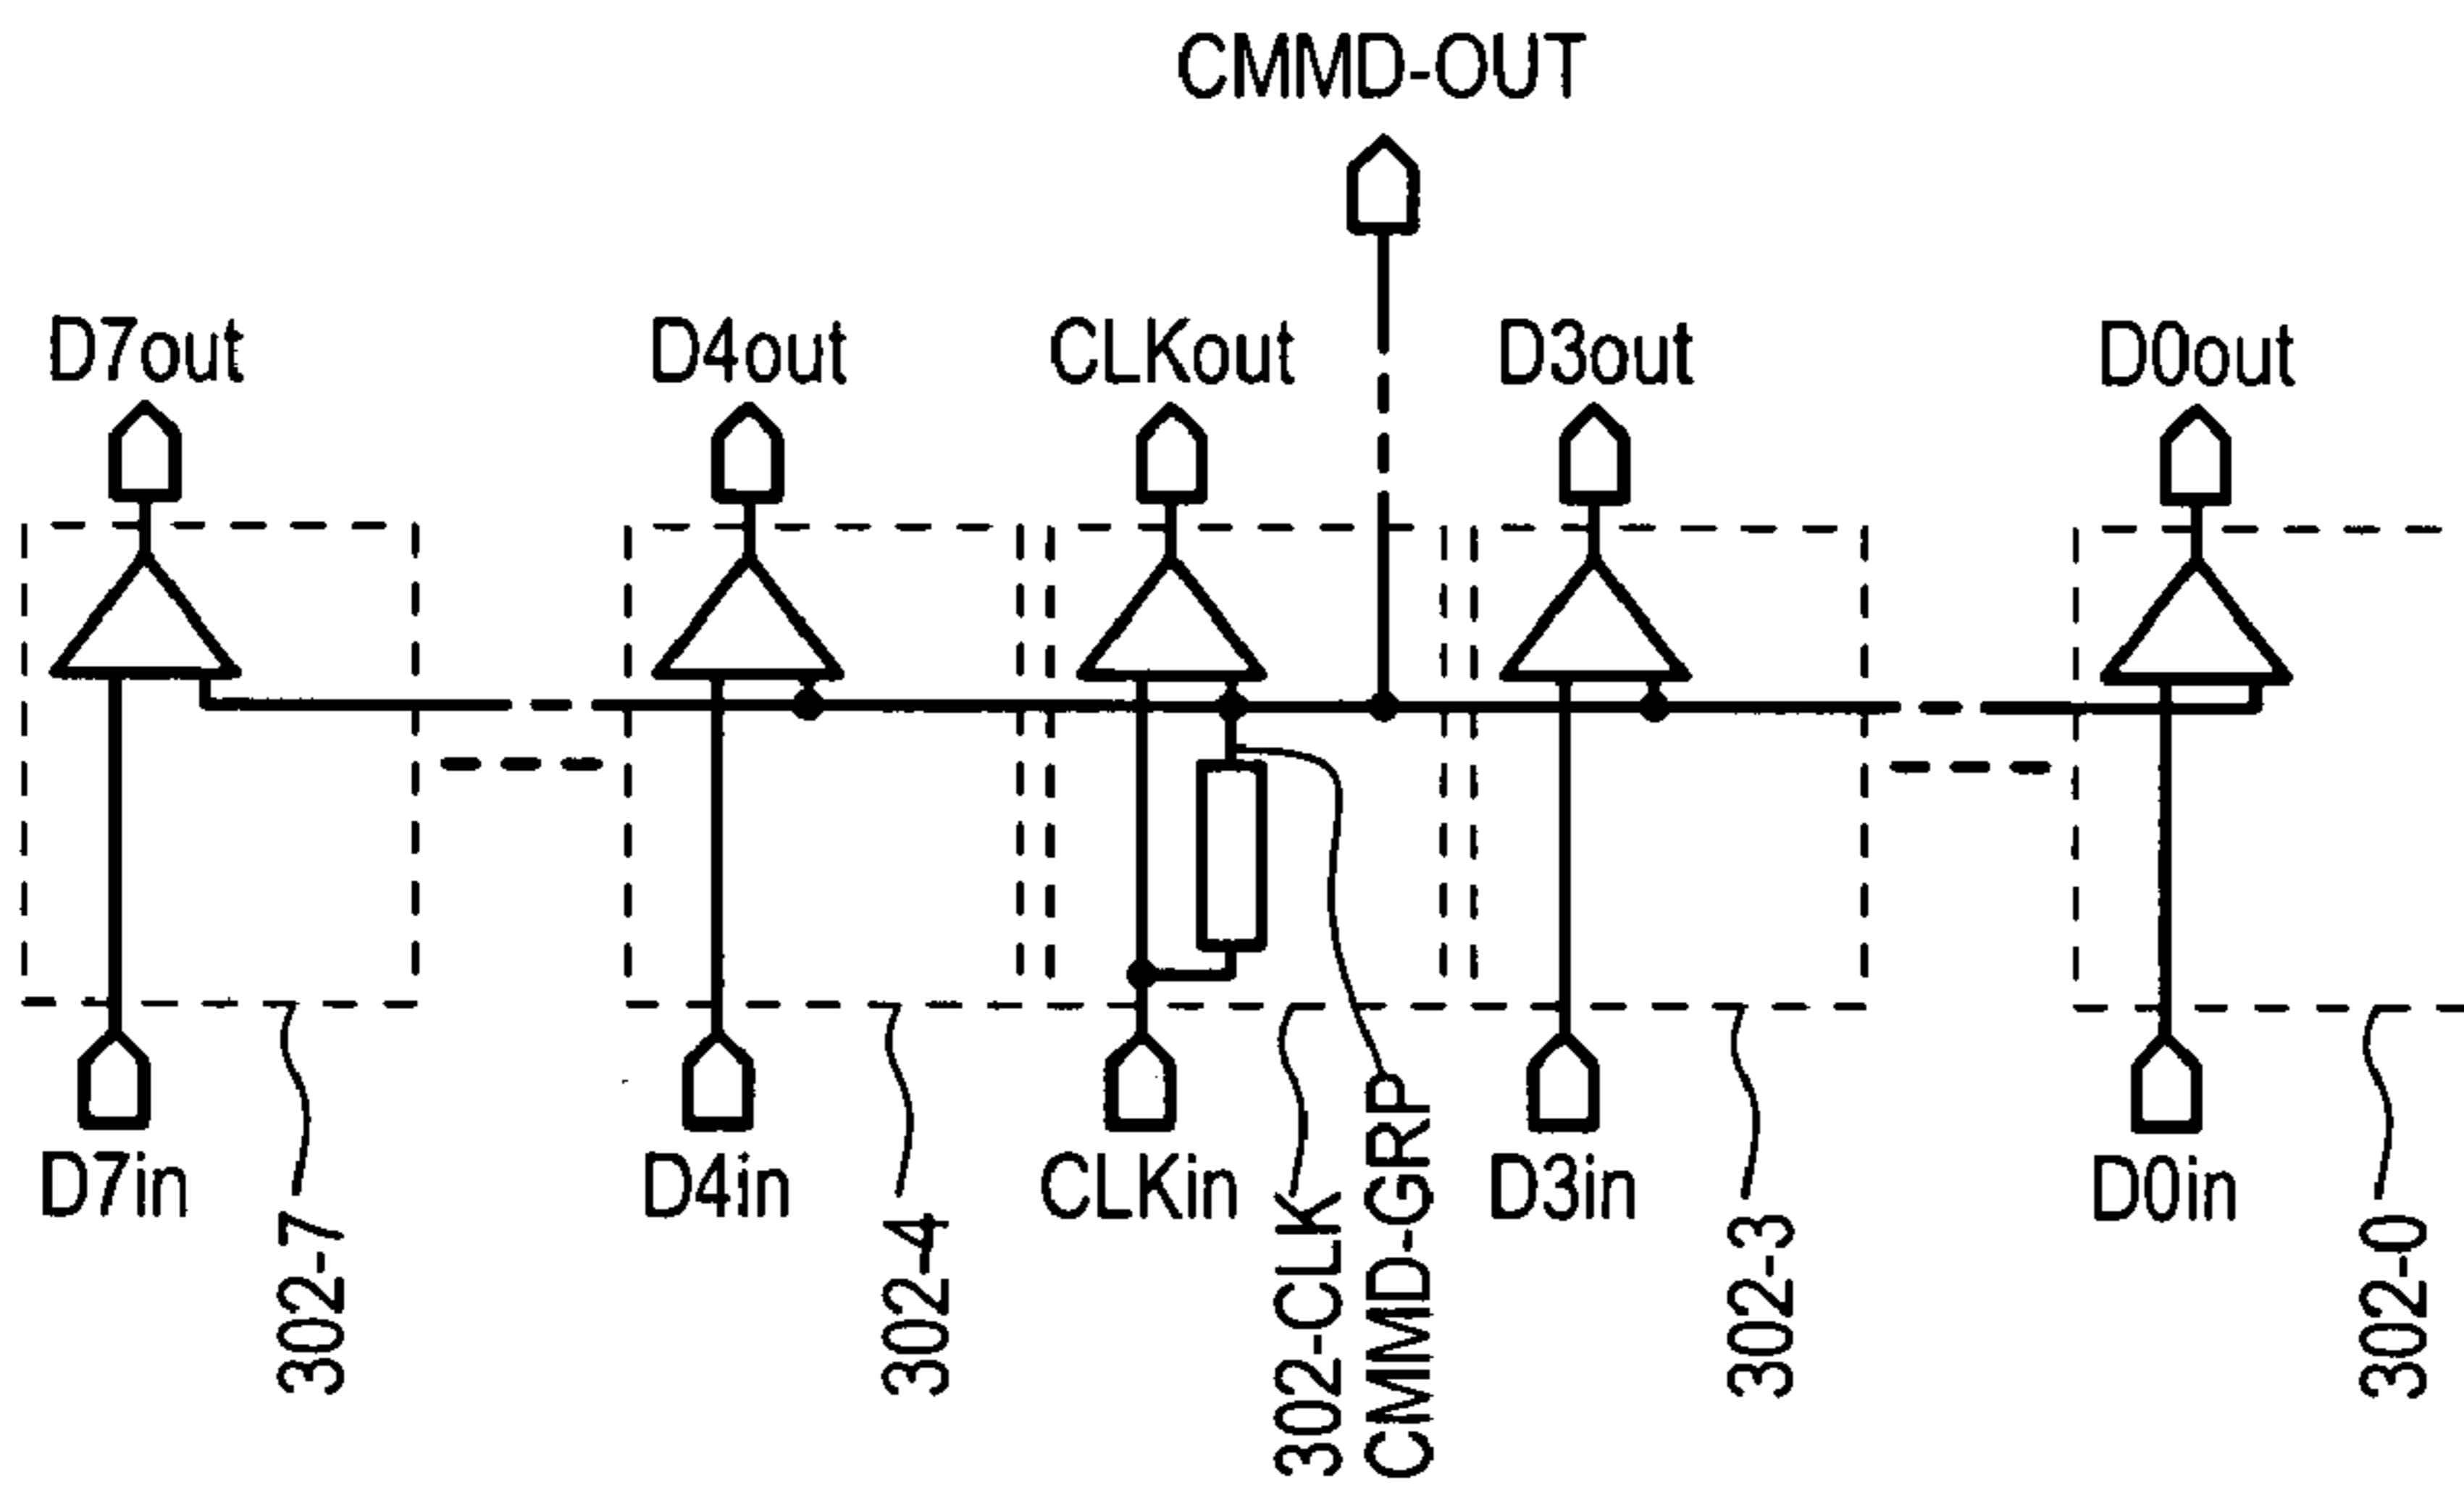 CMMD-OUT
D7out
D4out
CLKout
D3out
D0out
D7in
D4in
CLKin
D3in
D0in
302-7
302-4
302-CLK
CMMD-GRP
302-3
302-0